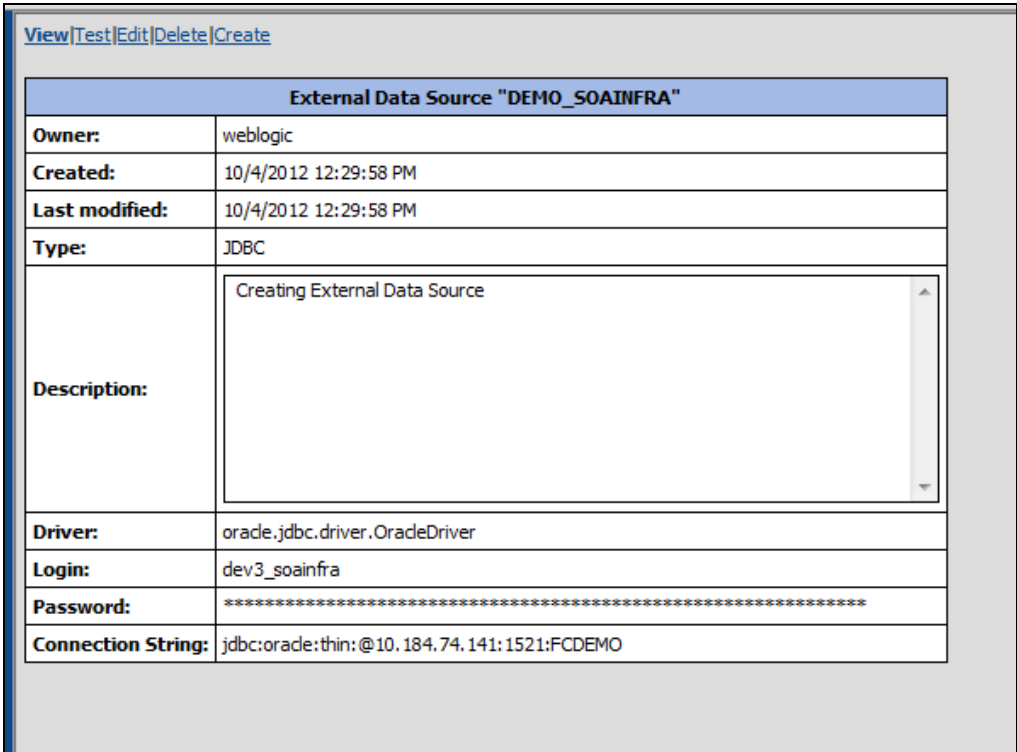 View|Test|Edit|Delete|Create
External Data Source "DEMO_SOAINFRA"
Owner: weblogic
Created: 10/4/2012 12:29:58 PM
Last modified: 10/4/2012 12:29:58 PM
Type: JDBC
Description: Creating External Data Source
Driver: oracle.jdbc.driver.OracleDriver
Login: dev3_soainfra
Password: ****************************************************************
Connection String: jdbc:oracle:thin:@10.184.74.141:1521:FCDEMO